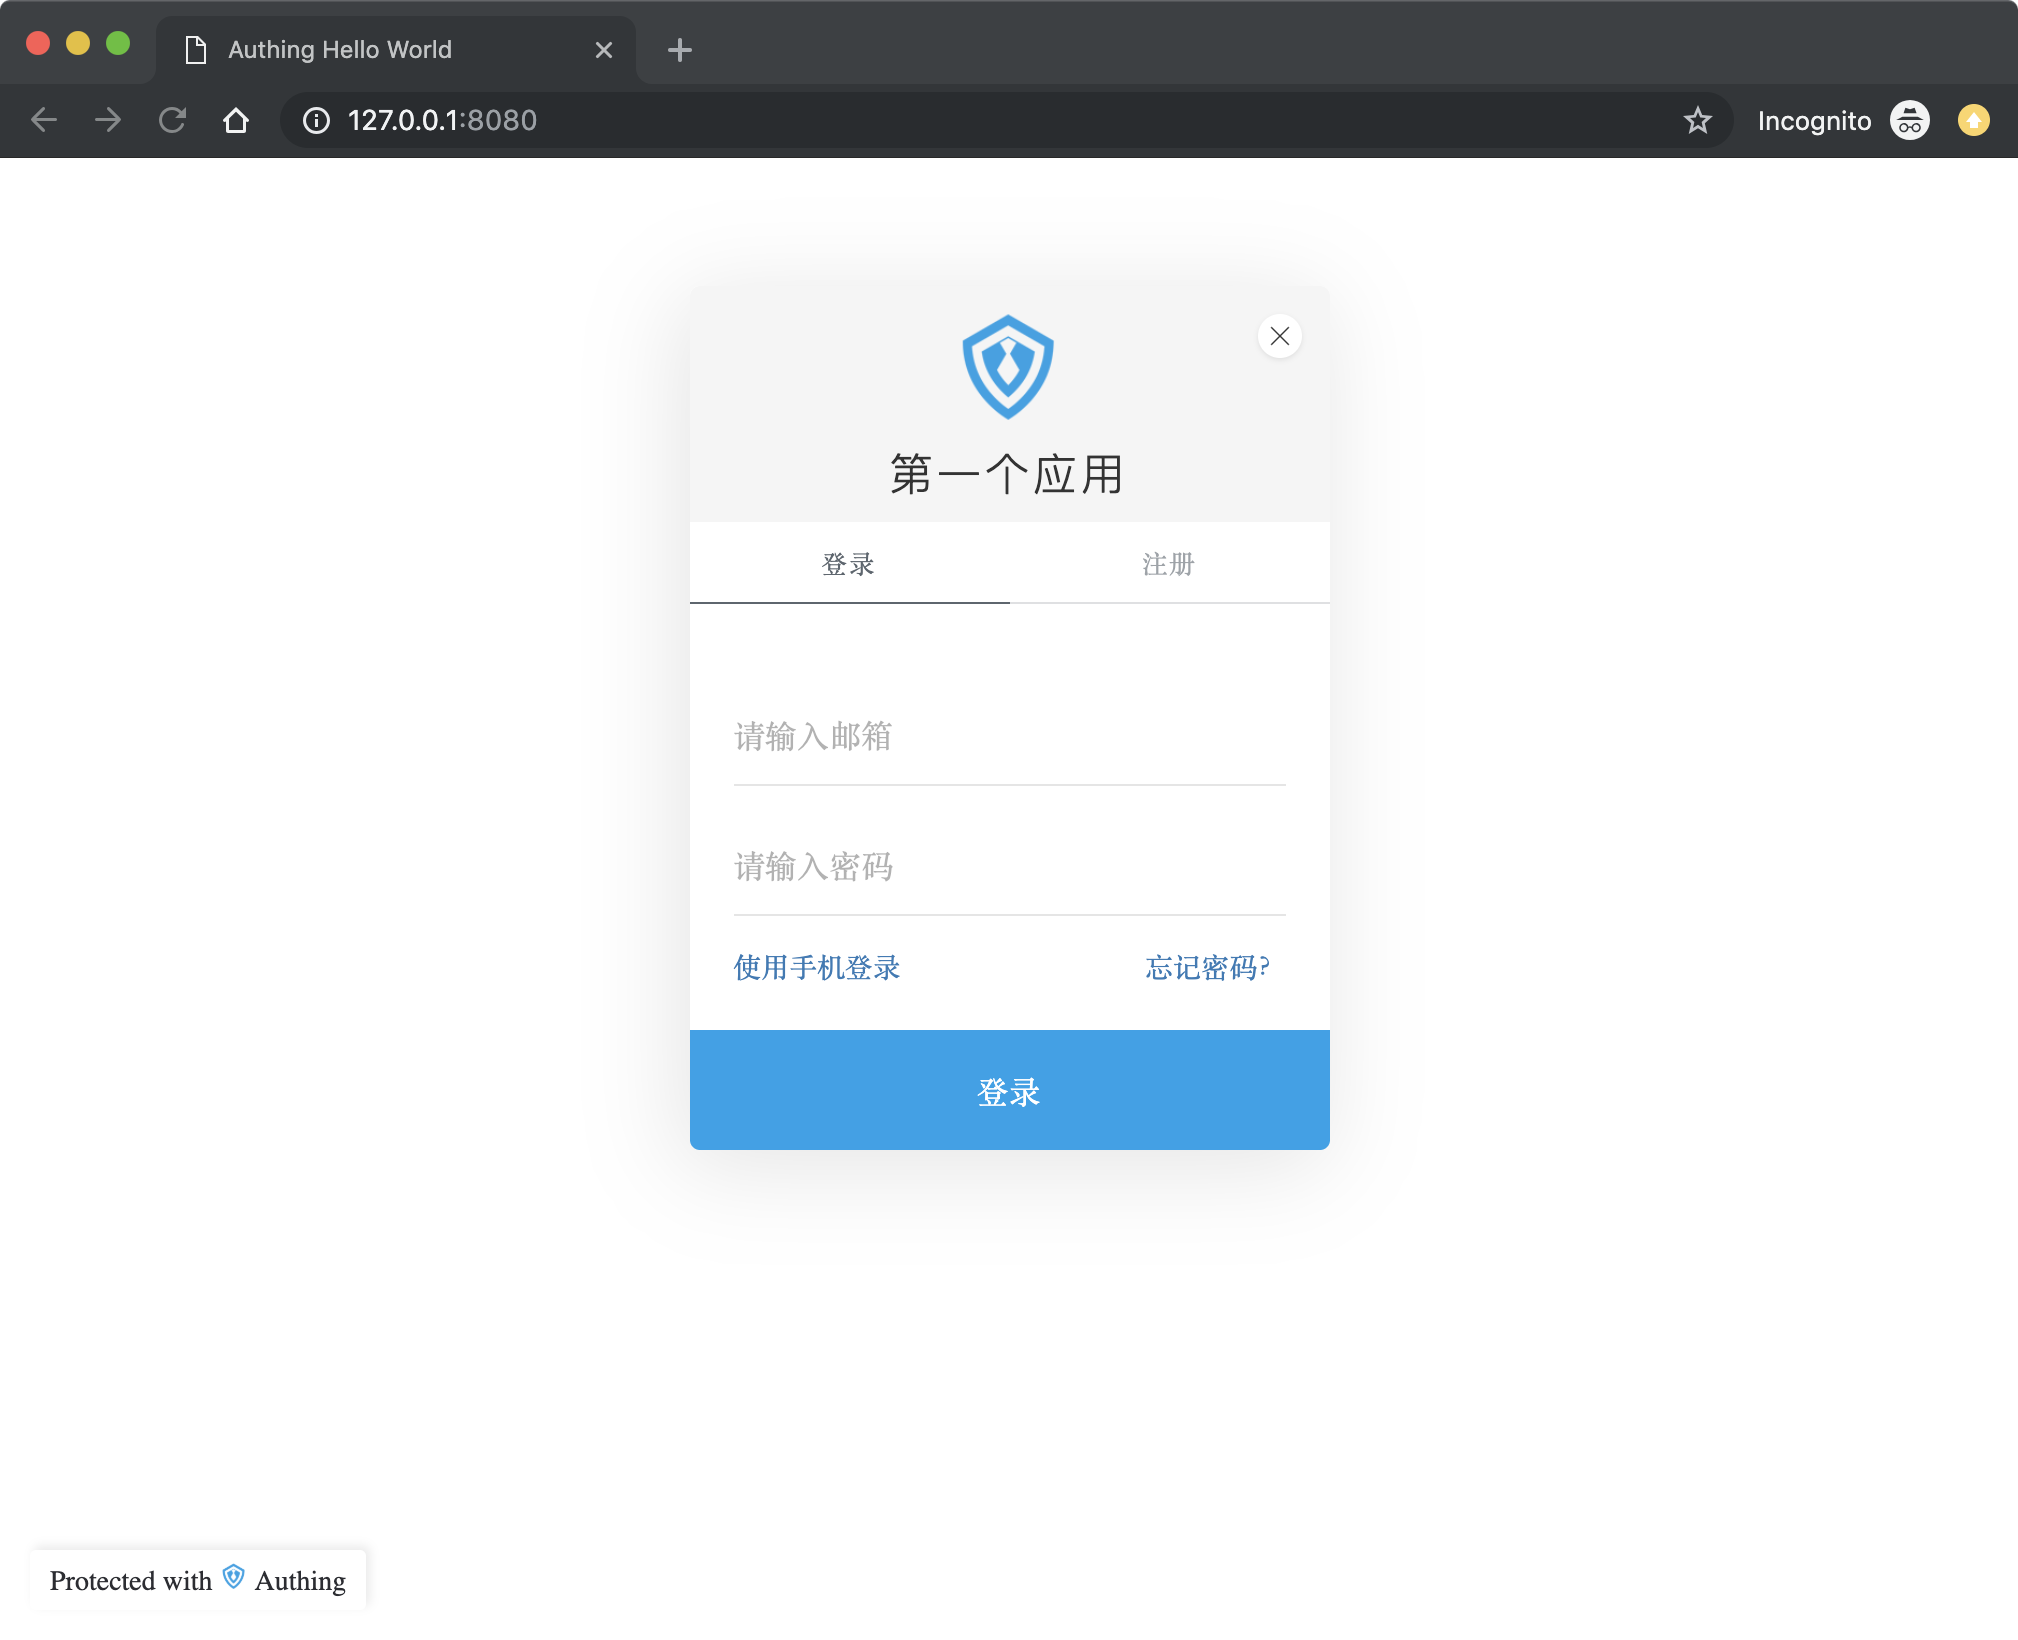 Authing Hello World
127.0.0.1:8080
Incognito
第一个应用
登录 注册
请输入邮箱
请输入密码
使用手机登录 忘记密码?
登录
Protected with Authing